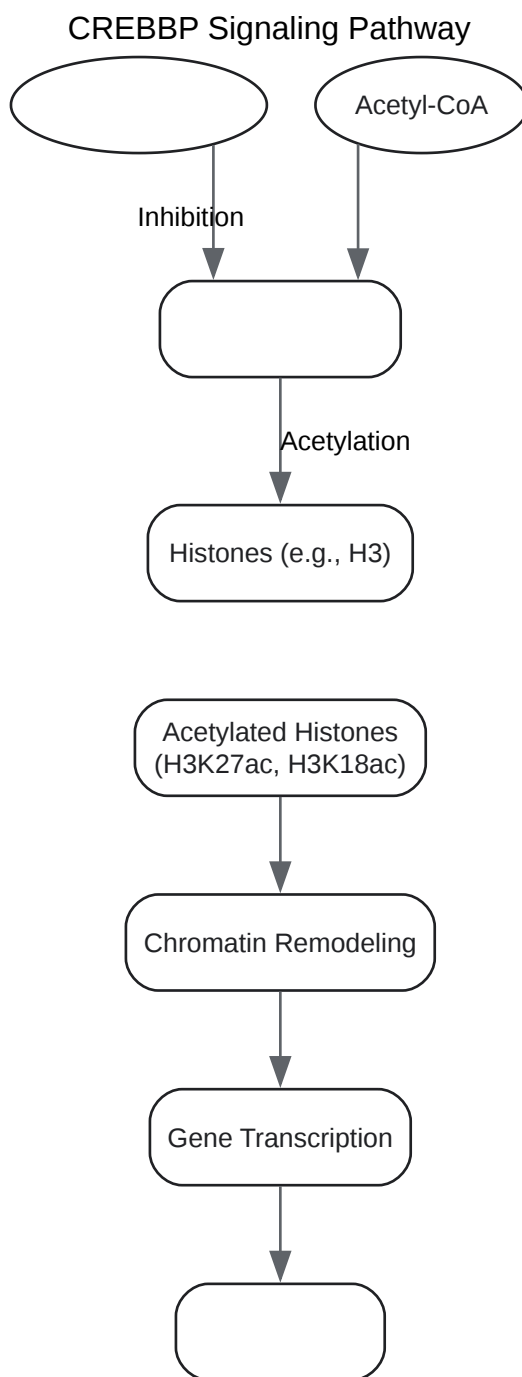 CREBBP Signaling Pathway
Acetyl-CoA
Inhibition
Acetylation
Histones (e.g., H3)
Acetylated Histones
(H3K27ac, H3K18ac)
Chromatin Remodeling
Gene Transcription